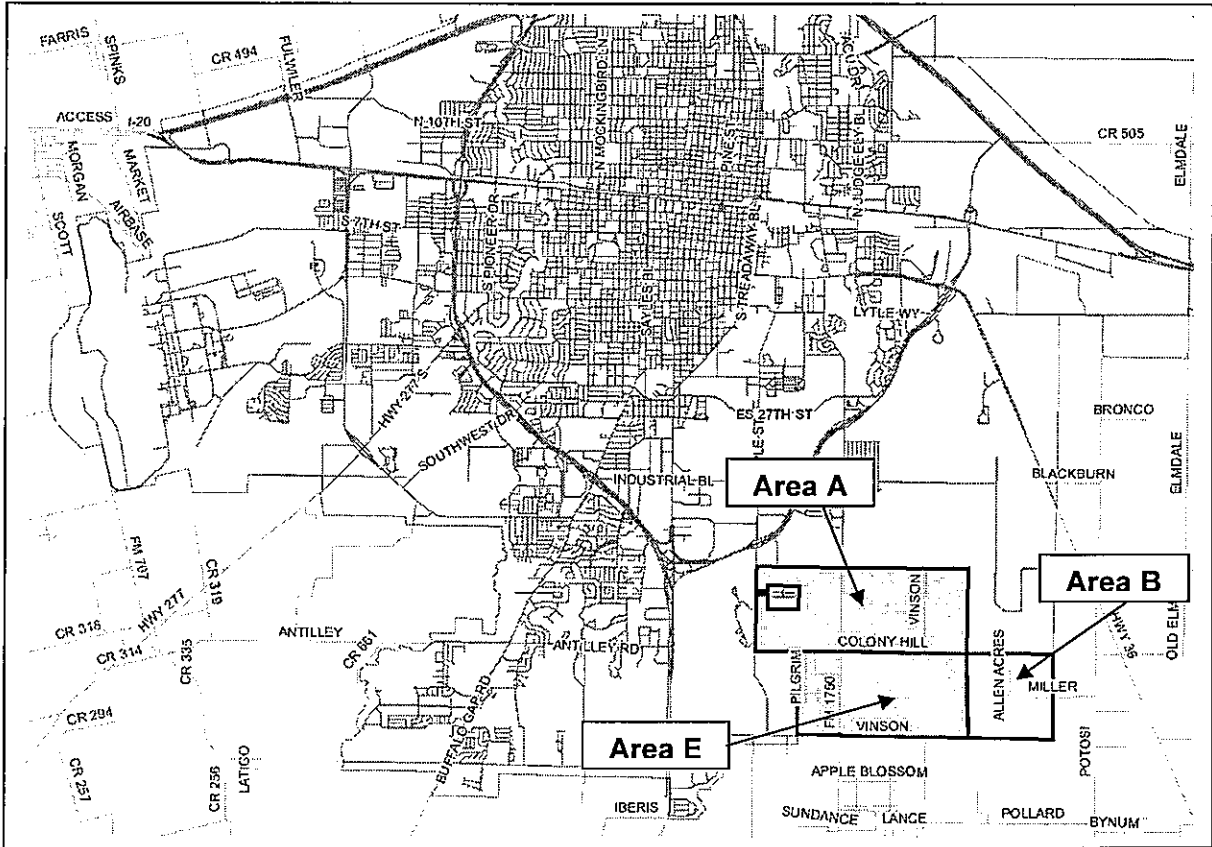 FARRIS
SPINKS
CR 494
FULWILER
ACCESS
I-20
MORGAN
MARKET
AIRBASE
SCOTT
N 10TH ST
S 7TH ST
S PIONEER DR
N MOCKINGBIRD LN
PINE ST
SAYLES BL
S TREADAWAY BL
N JUDGE ELY BL
CR 505
ELMDALE
LYTLE WY
HWY 277 S
SOUTHWEST DR
ES 27TH ST
BRONCO
BLACKBURN
ELMDALE
INDUSTRIAL BL
Area A
Area B
FM 707
CR 319
HWY 277
CR 316
CR 314
CR 335
ANTILLEY
CR 661
ANTILLEY RD
VINSON
COLONY HILL
ALLEN ACRES
MILLER
HWY 36
OLD ELM
PILGRIM
FM 1750
VINSON
Area E
CR 294
CR 257
CR 256
LATIGO
BUFFALO GAP RD
IBERIS
APPLE BLOSSOM
SUNDANCE
LANCE
POTOSI
POLLARD
BYNUM